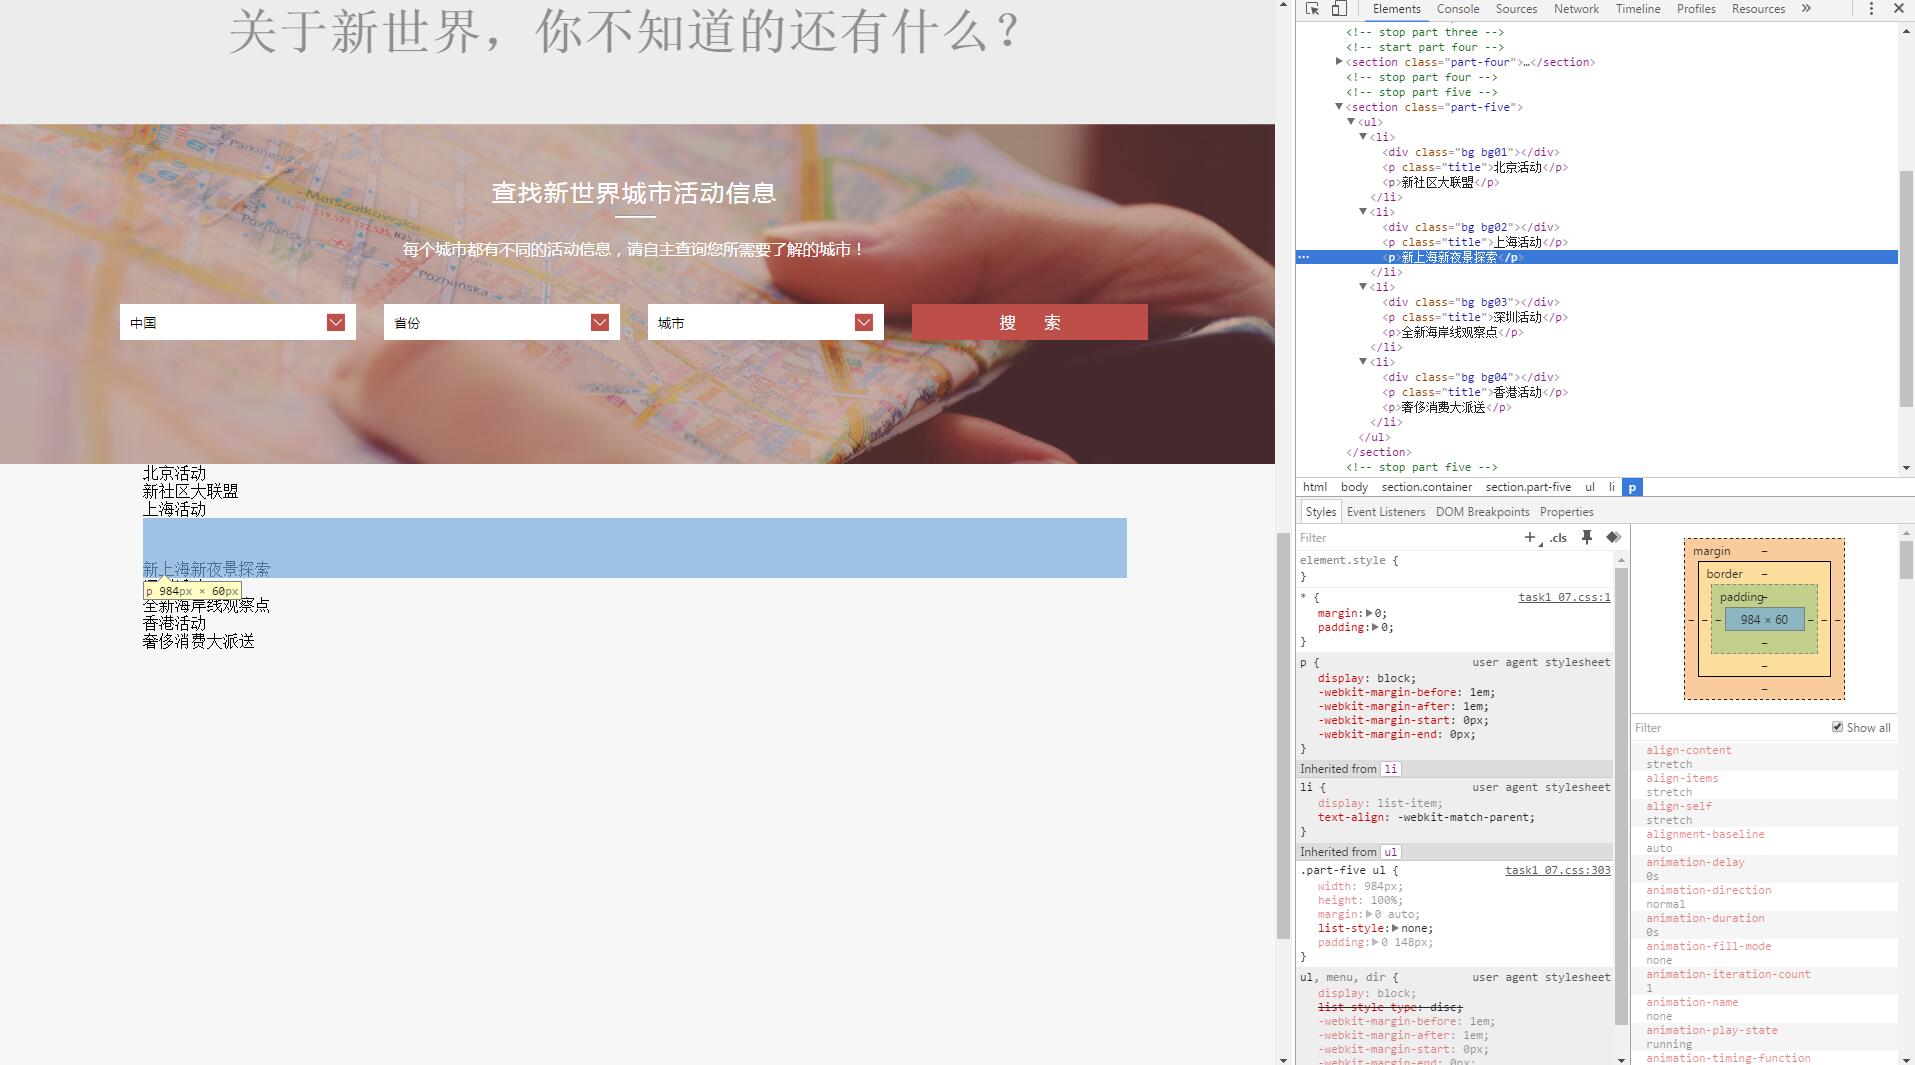 关于新世界，你不知道的还有什么？
查找新世界城市活动信息
每个城市都有不同的活动信息，请自主查询您所需要了解的城市！
中国
省份
城市
搜 索
北京活动
新社区大联盟
上海活动
新上海新夜景探索
p 984px × 60px
全新海岸线观察点
香港活动
奢侈消费大派送
Elements Console Sources Network Timeline Profiles Resources »
<!-- stop part three -->
<!-- start part four -->
▶<section class="part-four">…</section>
<!-- stop part four -->
<!-- stop part five -->
▼<section class="part-five">
▼<ul>
▼<li>
<div class="bg bg01"></div>
<p class="title">北京活动</p>
<p>新社区大联盟</p>
</li>
▼<li>
<div class="bg bg02"></div>
<p class="title">上海活动</p>
<p>新上海新夜景探索</p>
</li>
▼<li>
<div class="bg bg03"></div>
<p class="title">深圳活动</p>
<p>全新海岸线观察点</p>
</li>
▼<li>
<div class="bg bg04"></div>
<p class="title">香港活动</p>
<p>奢侈消费大派送</p>
</li>
</ul>
</section>
<!-- stop part five -->
html body section.container section.part-five ul li p
Styles Event Listeners DOM Breakpoints Properties
Filter + .cls
element.style {
}
* { task1_07.css:1
margin:▶0;
padding:▶0;
}
p { user agent stylesheet
display: block;
-webkit-margin-before: 1em;
-webkit-margin-after: 1em;
-webkit-margin-start: 0px;
-webkit-margin-end: 0px;
}
Inherited from li
li { user agent stylesheet
display: list-item;
text-align: -webkit-match-parent;
}
Inherited from ul
.part-five ul { task1_07.css:303
width: 984px;
height: 100%;
margin:▶0 auto;
list-style:▶none;
padding:▶0 148px;
}
ul, menu, dir { user agent stylesheet
display: block;
list-style-type: disc;
-webkit-margin-before: 1em;
-webkit-margin-after: 1em;
-webkit-margin-start: 0px;
-webkit-margin-end: 0px;
margin –
border –
padding –
– – – 984 × 60 – – –
–
–
–
Filter Show all
align-content
stretch
align-items
stretch
align-self
stretch
alignment-baseline
auto
animation-delay
0s
animation-direction
normal
animation-duration
0s
animation-fill-mode
none
animation-iteration-count
1
animation-name
none
animation-play-state
running
animation-timing-function